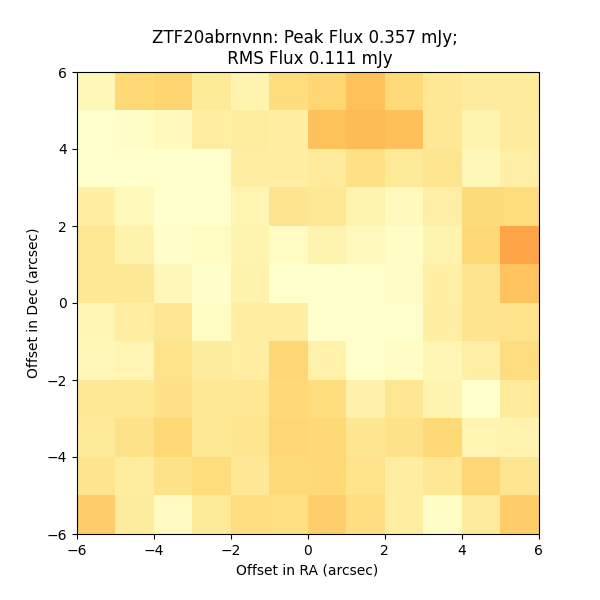 ZTF20abrnvnn: Peak Flux 0.357 mJy;
RMS Flux 0.111 mJy
6
4
2
0
−2
−4
−6
Offset in Dec (arcsec)
−6 −4 −2 0 2 4 6
Offset in RA (arcsec)